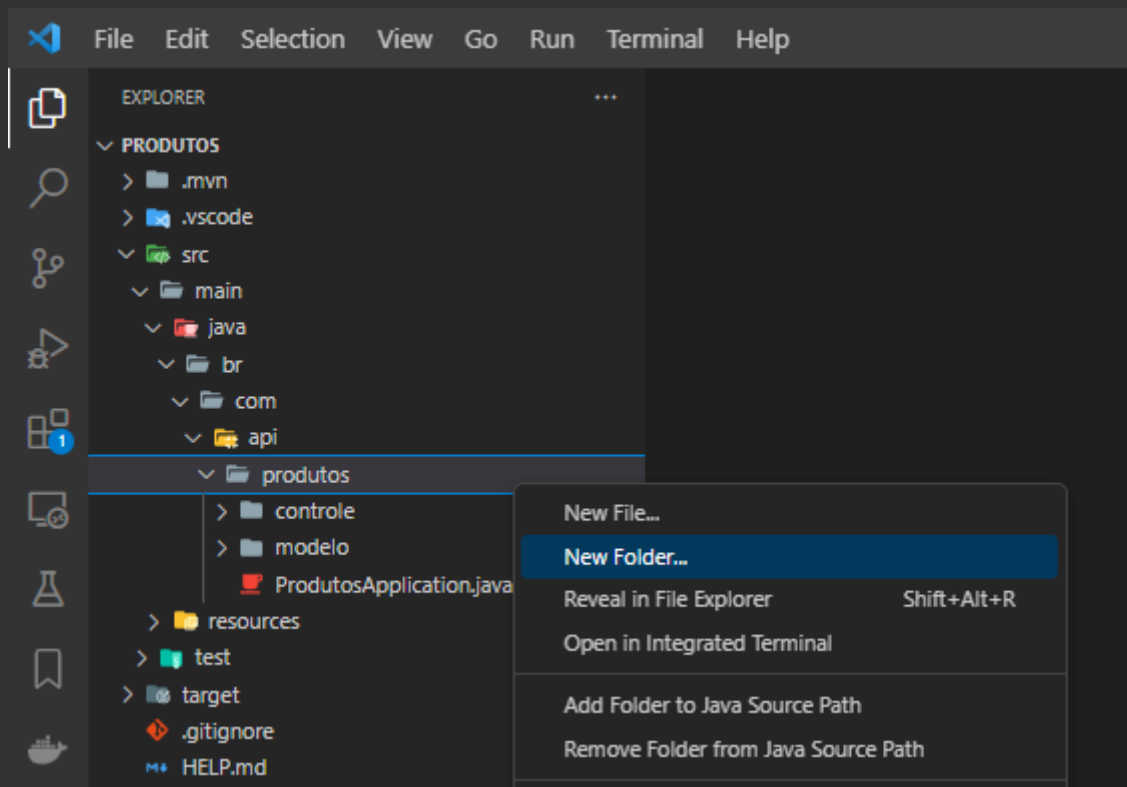 File Edit Selection View Go Run Terminal Help
EXPLORER ...
PRODUTOS
.mvn
.vscode
src
main
java
br
com
1
api
produtos
controle
modelo
ProdutosApplication.java
resources
test
target
.gitignore
M↓ HELP.md
New File...
New Folder...
Reveal in File Explorer Shift+Alt+R
Open in Integrated Terminal
Add Folder to Java Source Path
Remove Folder from Java Source Path